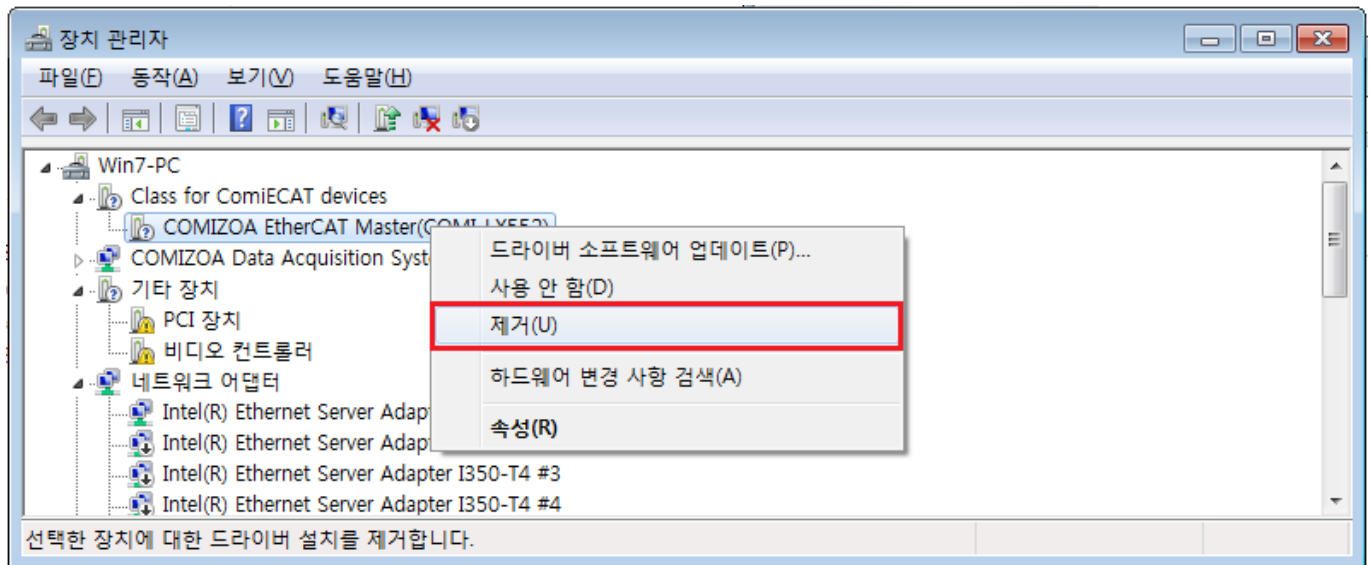 장치 관리자
파일(F) 동작(A) 보기(V) 도움말(H)
Win7-PC
Class for ComiECAT devices
COMIZOA EtherCAT Master(COMI-LX552)
COMIZOA Data Acquisition Syst
기타 장치
PCI 장치
비디오 컨트롤러
네트워크 어댑터
Intel(R) Ethernet Server Adap
Intel(R) Ethernet Server Adap
Intel(R) Ethernet Server Adapter I350-T4 #3
Intel(R) Ethernet Server Adapter I350-T4 #4
드라이버 소프트웨어 업데이트(P)...
사용 안 함(D)
제거(U)
하드웨어 변경 사항 검색(A)
속성(R)
선택한 장치에 대한 드라이버 설치를 제거합니다.